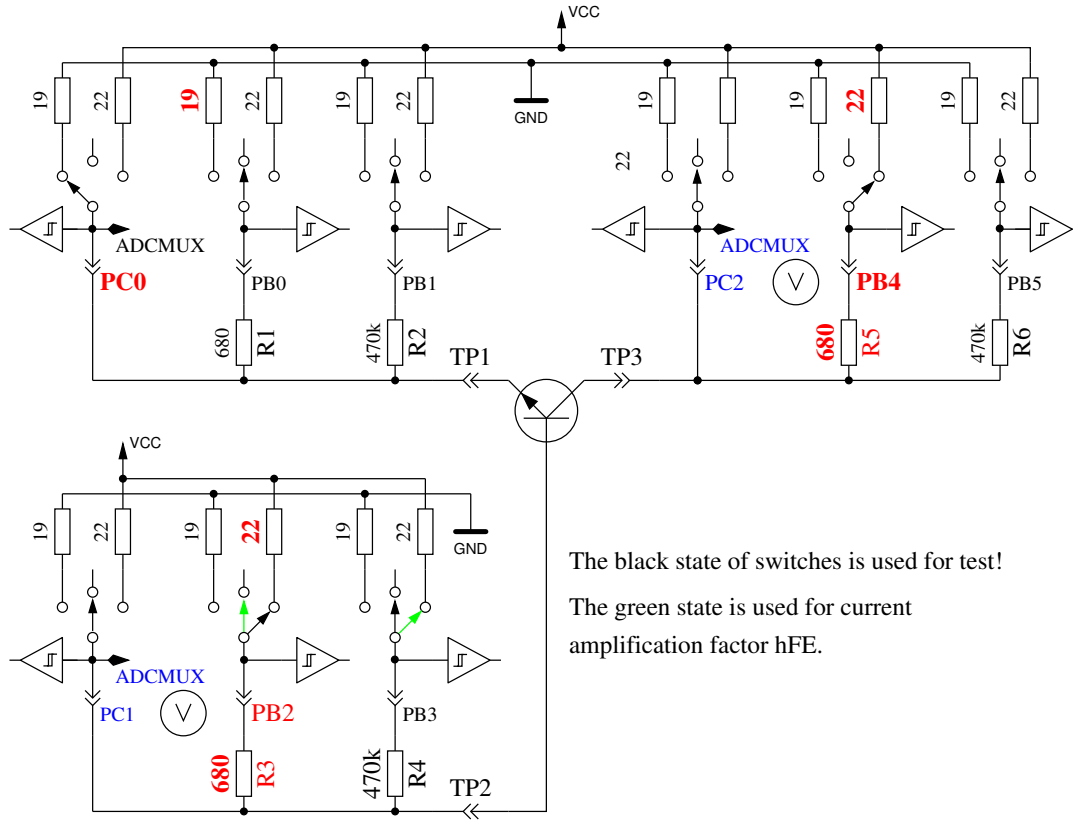 VCC
19
22
19
22
19
22
GND
19
22
19
22
19
22
22
ADCMUX
PC0
PB0
PB1
ADCMUX
PC2
V
PB4
PB5
680
R1
470k
R2
680
R5
470k
R6
TP1
TP3
VCC
19
22
19
22
19
22
GND
The black state of switches is used for test!
The green state is used for current
amplification factor hFE.
ADCMUX
PC1
V
PB2
PB3
680
R3
470k
R4
TP2